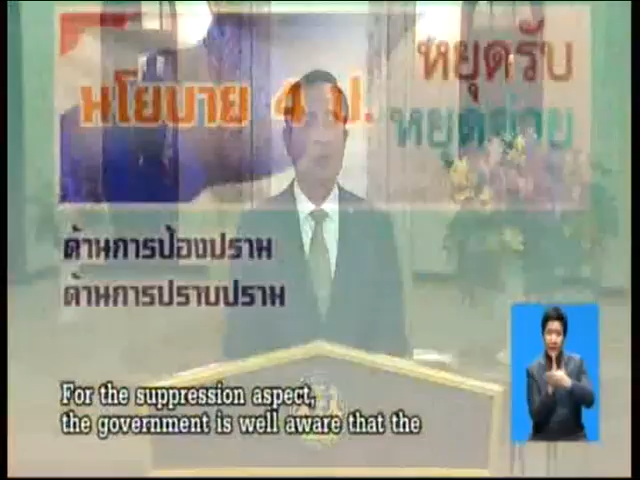 หยุดรับ
นโยบาย 4 ป.
หยุดจ่าย
ด้านการป้องปราม
ด้านการปราบปราม
For the suppression aspect,
the government is well aware that the